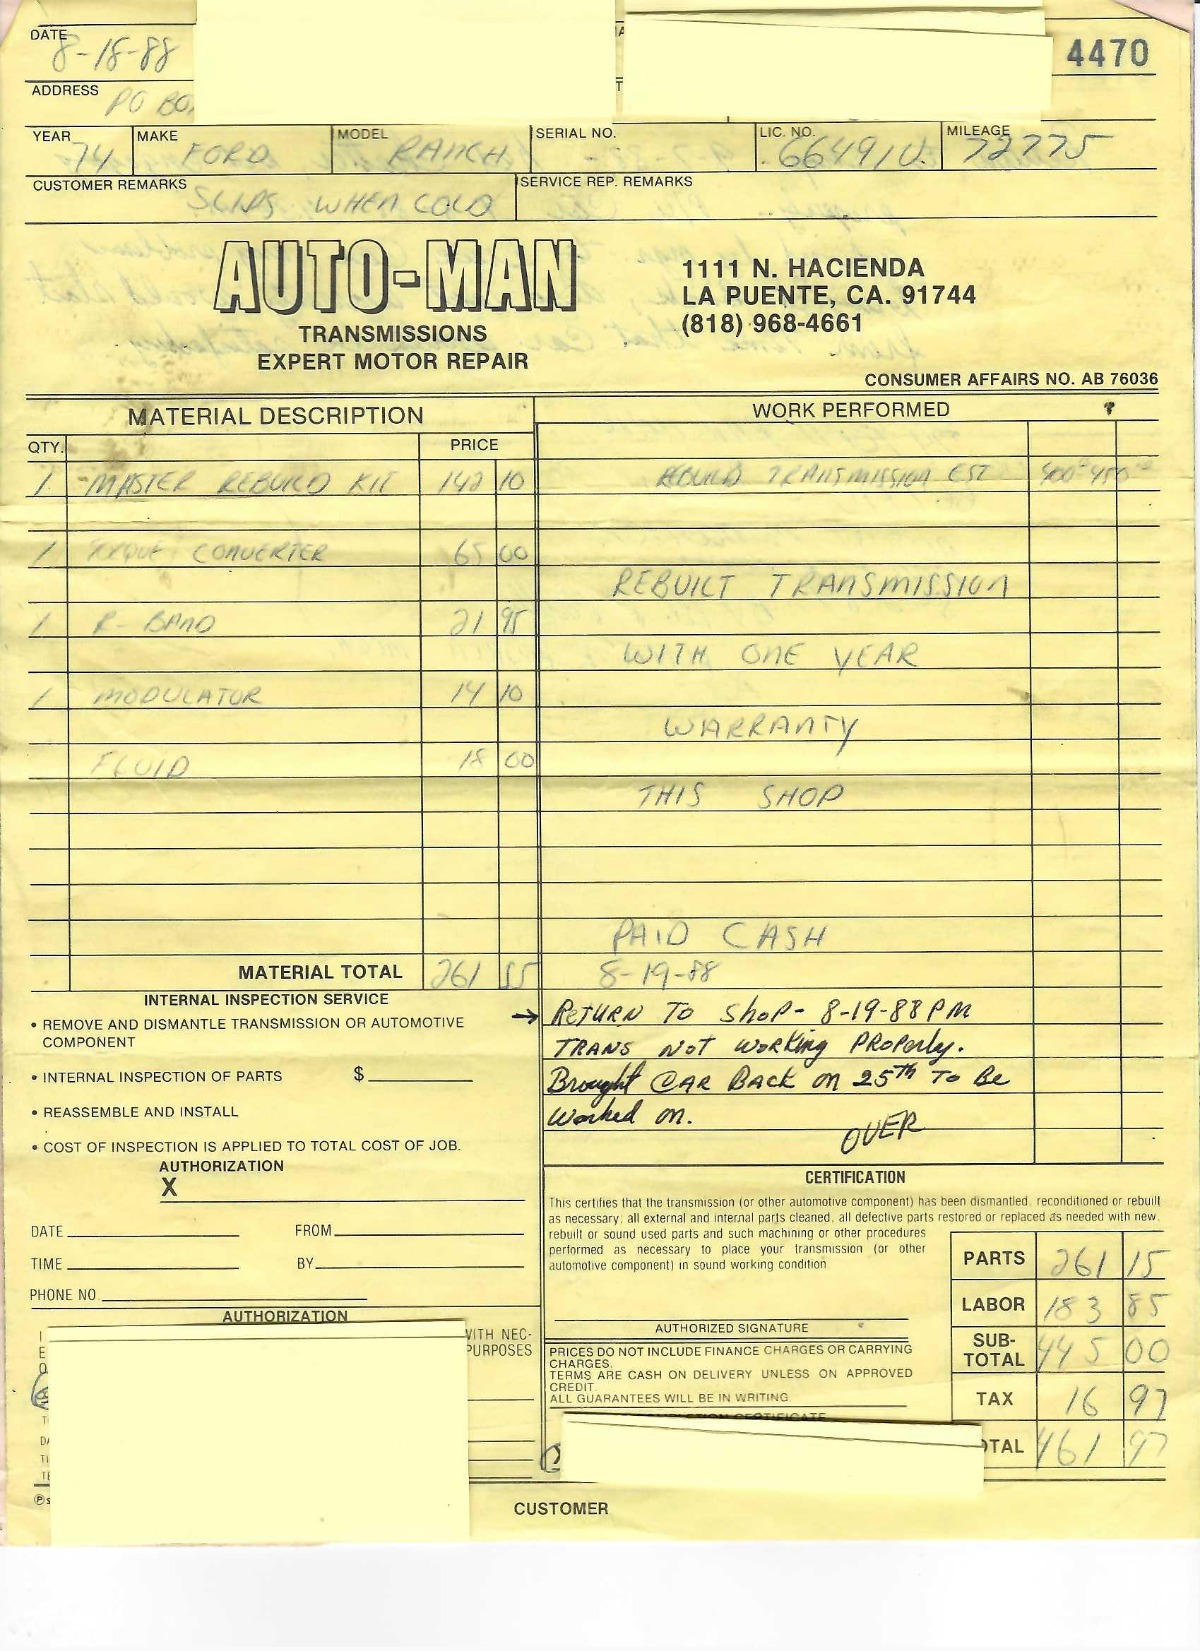 DATE 8-18-88 4470
ADDRESS PO BO
YEAR 74 MAKE FORD MODEL RANCH SERIAL NO. LIC. NO. 66491U MILEAGE 72775
CUSTOMER REMARKS SLIPS WHEN COLD SERVICE REP. REMARKS
AUTO-MAN
TRANSMISSIONS
EXPERT MOTOR REPAIR
1111 N. HACIENDA
LA PUENTE, CA. 91744
(818) 968-4661
CONSUMER AFFAIRS NO. AB 76036
MATERIAL DESCRIPTION
QTY. PRICE
1 MASTER REBUILD KIT 142 10
1 TORQUE CONVERTER 65 00
1 R-BAND 21 95
1 MODULATOR 14 10
FLUID 18 00
MATERIAL TOTAL 261 15
WORK PERFORMED
REBUILD TRANSMISSION EST 400 - 450
REBUILT TRANSMISSION
WITH ONE YEAR
WARRANTY
THIS SHOP
PAID CASH
8-19-88
→ RETURN TO SHOP - 8-19-88 PM
TRANS NOT WORKING PROPERLY.
Brought CAR BACK on 25TH To Be
Worked on.
OVER
INTERNAL INSPECTION SERVICE
• REMOVE AND DISMANTLE TRANSMISSION OR AUTOMOTIVE
COMPONENT
• INTERNAL INSPECTION OF PARTS $
• REASSEMBLE AND INSTALL
• COST OF INSPECTION IS APPLIED TO TOTAL COST OF JOB.
AUTHORIZATION
X
DATE FROM
TIME BY
PHONE NO.
AUTHORIZATION
WITH NEC-
PURPOSES
CERTIFICATION
This certifies that the transmission (or other automotive component) has been dismantled, reconditioned or rebuilt
as necessary; all external and internal parts cleaned, all defective parts restored or replaced as needed with new,
rebuilt or sound used parts and such machining or other procedures
performed as necessary to place your transmission (or other
automotive component) in sound working condition
AUTHORIZED SIGNATURE
PRICES DO NOT INCLUDE FINANCE CHARGES OR CARRYING
CHARGES.
TERMS ARE CASH ON DELIVERY UNLESS ON APPROVED
CREDIT.
ALL GUARANTEES WILL BE IN WRITING
PARTS 261 15
LABOR 183 85
SUB-TOTAL 445 00
TAX 16 97
OTAL 461 97
CUSTOMER